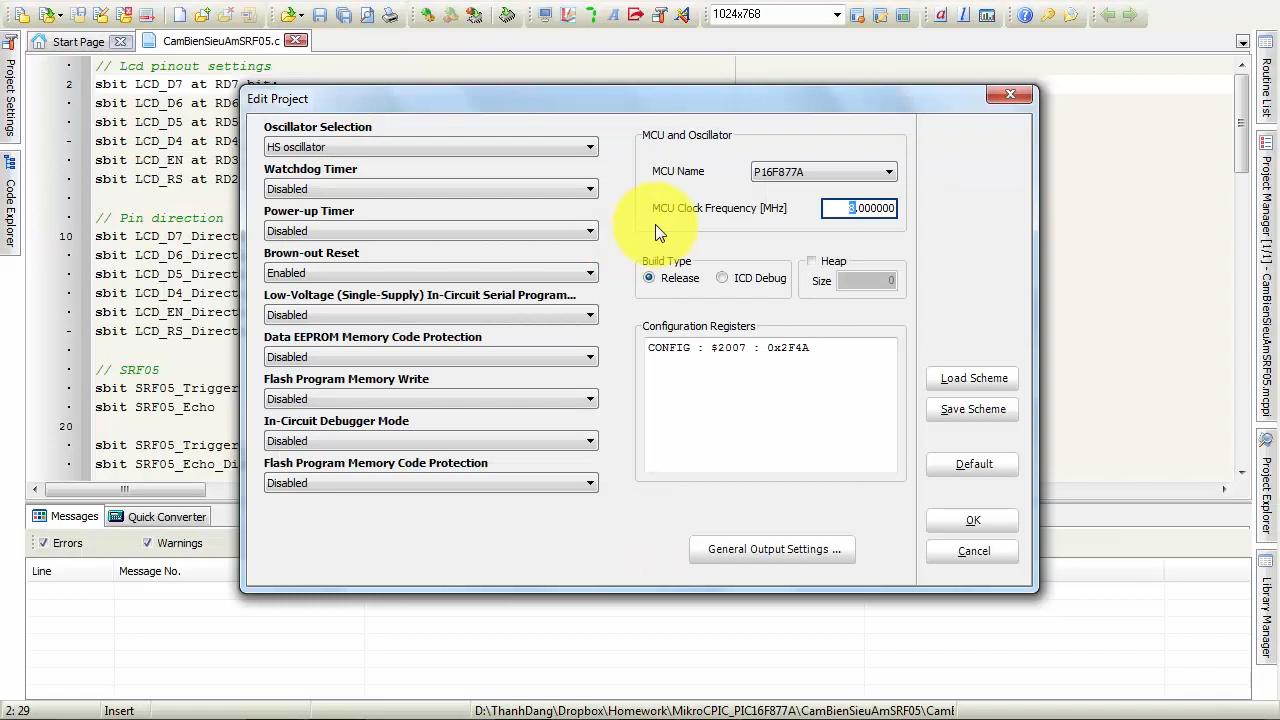 1024x768
Start Page
CamBienSieuAmSRF05.c
Project Settings
Code Explorer
// Lcd pinout settings
2 sbit LCD_D7 at RD7_bit;
sbit LCD_D6 at RD6
sbit LCD_D5 at RD5
sbit LCD_D4 at RD4
sbit LCD_EN at RD3
sbit LCD_RS at RD2
// Pin direction
10 sbit LCD_D7_Direct
sbit LCD_D6_Direct
sbit LCD_D5_Direct
sbit LCD_D4_Direct
sbit LCD_EN_Direct
sbit LCD_RS_Direct
// SRF05
sbit SRF05_Trigger
sbit SRF05_Echo
20
sbit SRF05_Trigger
sbit SRF05_Echo_Di
Edit Project
Oscillator Selection
HS oscillator
Watchdog Timer
Disabled
Power-up Timer
Disabled
Brown-out Reset
Enabled
Low-Voltage (Single-Supply) In-Circuit Serial Program...
Disabled
Data EEPROM Memory Code Protection
Disabled
Flash Program Memory Write
Disabled
In-Circuit Debugger Mode
Disabled
Flash Program Memory Code Protection
Disabled
MCU and Oscillator
MCU Name P16F877A
MCU Clock Frequency [MHz] 8.000000
Build Type
Release ICD Debug
Heap
Size 0
Configuration Registers
CONFIG : $2007 : 0x2F4A
General Output Settings ...
Load Scheme
Save Scheme
Default
OK
Cancel
Routine List
Project Manager [1/1] - CamBienSieuAmSRF05.mcppi
Project Explorer
Library Manager
Messages Quick Converter
Errors Warnings
Line Message No.
2: 29 Insert D:\ThanhDang\Dropbox\Homework\MikroCPIC_PIC16F877A\CamBienSieuAmSRF05\CamE